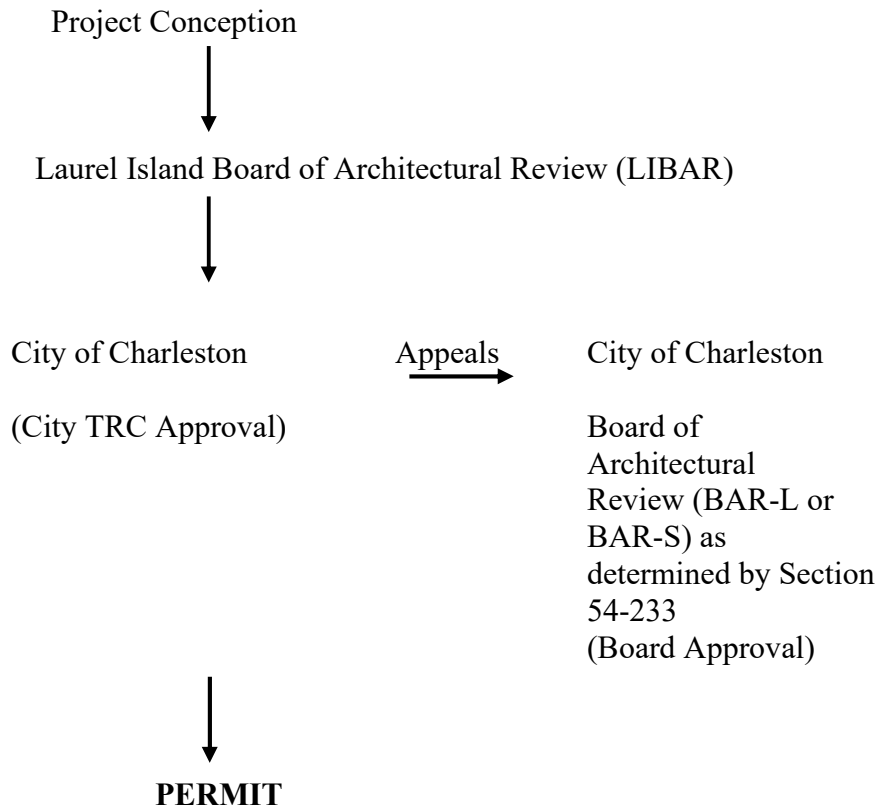 Project Conception
Laurel Island Board of Architectural Review (LIBAR)
City of Charleston
(City TRC Approval)
Appeals
City of Charleston
Board of
Architectural
Review (BAR-L or
BAR-S) as
determined by Section
54-233
(Board Approval)
PERMIT